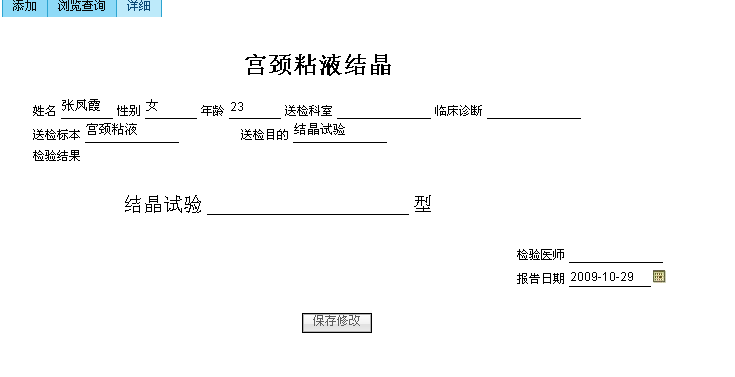 添加 浏览查询 详细
宫颈粘液结晶
姓名 张凤霞 性别 女 年龄 23 送检科室 临床诊断
送检标本 宫颈粘液 送检目的 结晶试验
检验结果
结晶试验 型
检验医师
报告日期 2009-10-29
保存修改